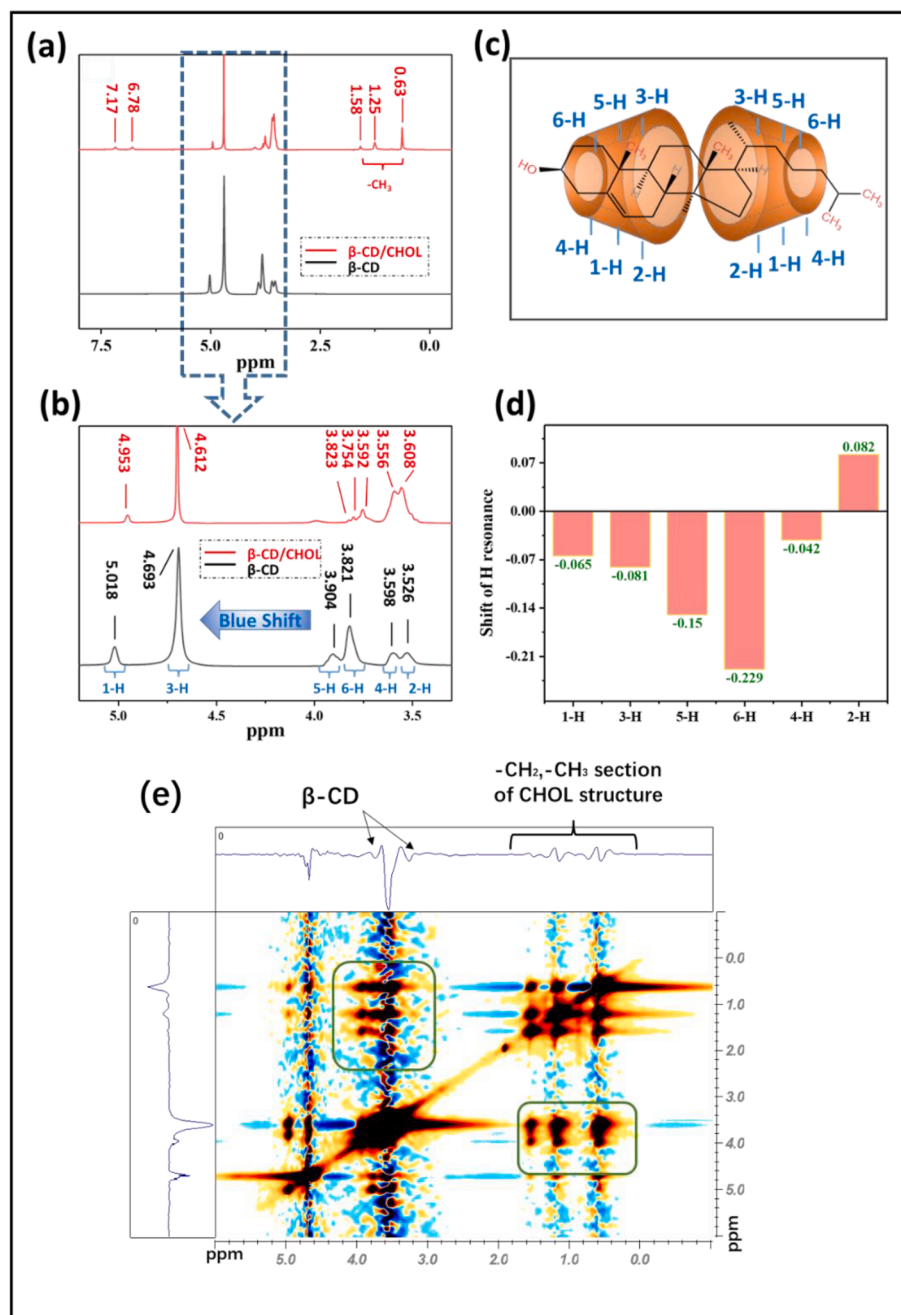 (a)
7.17
6.78
1.58
1.25
0.63
-CH₃
β-CD/CHOL
β-CD
7.5
5.0
2.5
0.0
ppm
(c)
6-H
5-H
3-H
3-H
5-H
6-H
HO
CH₃
H
H
CH₃
H
CH₃
CH₃
4-H
1-H
2-H
2-H
1-H
4-H
(b)
4.953
4.612
3.823
3.754
3.592
3.556
3.608
β-CD/CHOL
β-CD
5.018
4.693
Blue Shift
3.904
3.821
3.598
3.526
1-H
3-H
5-H
6-H
4-H
2-H
5.0
4.5
4.0
3.5
ppm
(d)
Shift of H resonance
0.07
0.00
-0.07
-0.14
-0.21
-0.065
-0.081
-0.15
-0.229
-0.042
0.082
1-H
3-H
5-H
6-H
4-H
2-H
(e)
β-CD
-CH₂,-CH₃ section
of CHOL structure
0
0
0.0
1.0
2.0
3.0
4.0
5.0
ppm
ppm
5.0
4.0
3.0
2.0
1.0
0.0